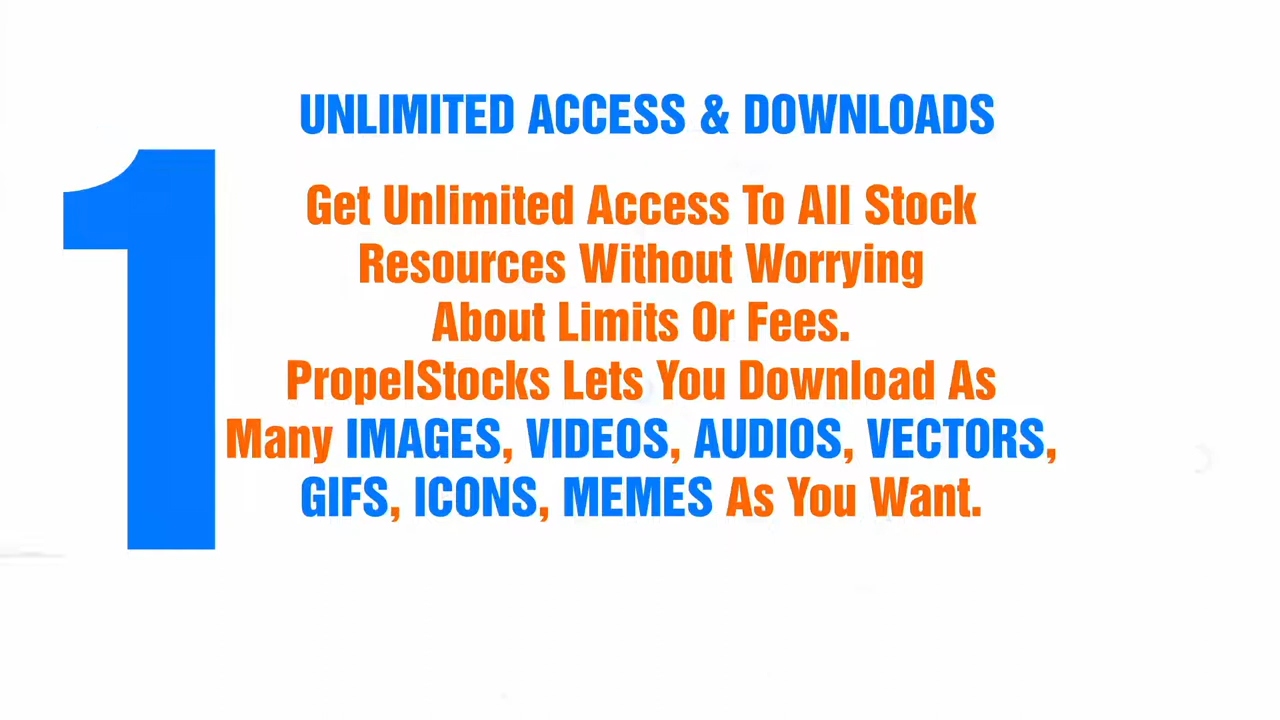 1
UNLIMITED ACCESS & DOWNLOADS
Get Unlimited Access To All Stock
Resources Without Worrying
About Limits Or Fees.
PropelStocks Lets You Download As
Many IMAGES, VIDEOS, AUDIOS, VECTORS,
GIFS, ICONS, MEMES As You Want.